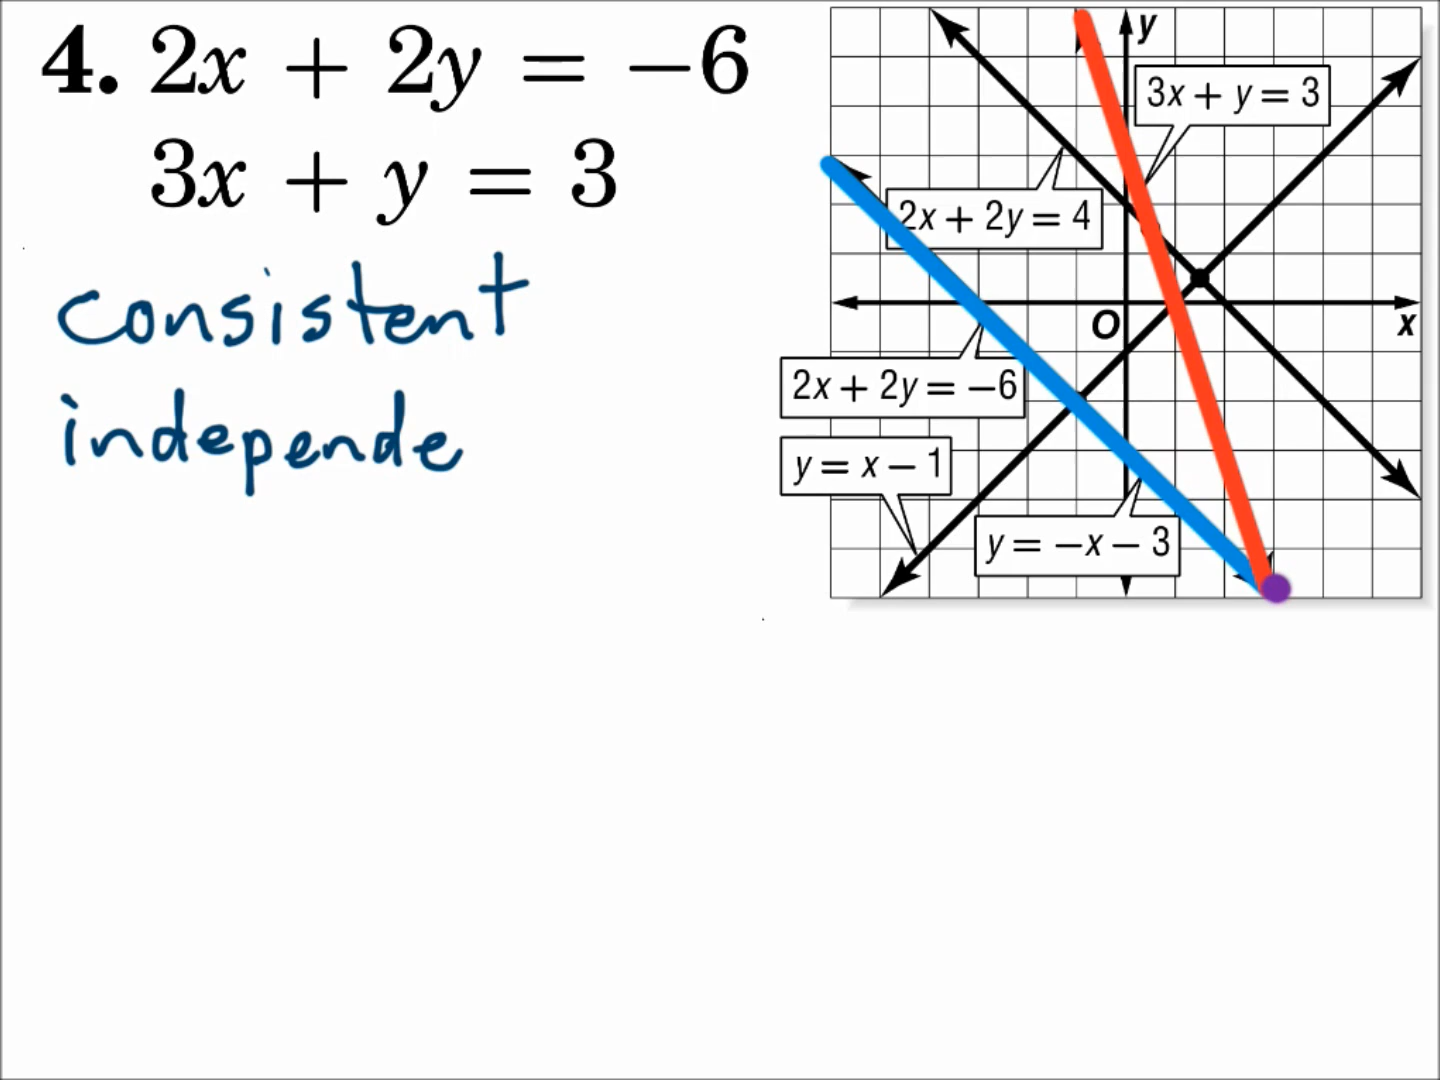 4. 2x + 2y = −6
3x + y = 3
consistent
independe
y
3x + y = 3
2x + 2y = 4
O
x
2x + 2y = −6
y = x − 1
y = −x − 3